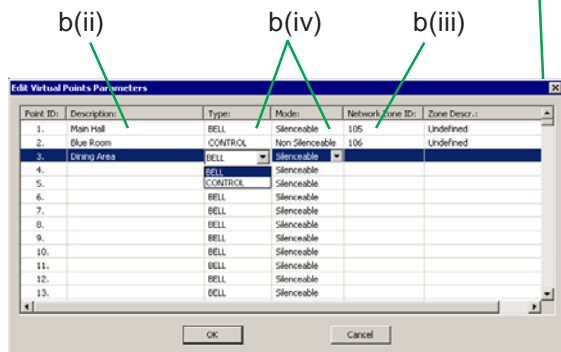 b(ii) b(iv) b(iii)
Edit Virtual Points Parameters
Point ID: Description: Type: Mode: Network Zone ID: Zone Descr.:
1. Main Hall BELL Silenceable 105 Undefined
2. Blue Room CONTROL Non Silenceable 106 Undefined
3. Dining Area BELL Silenceable
4. BELL Silenceable
5. CONTROL Silenceable
6. BELL Silenceable
7. BELL Silenceable
8. BELL Silenceable
9. BELL Silenceable
10. BELL Silenceable
11. BELL Silenceable
12. BELL Silenceable
13. BELL Silenceable
OK Cancel